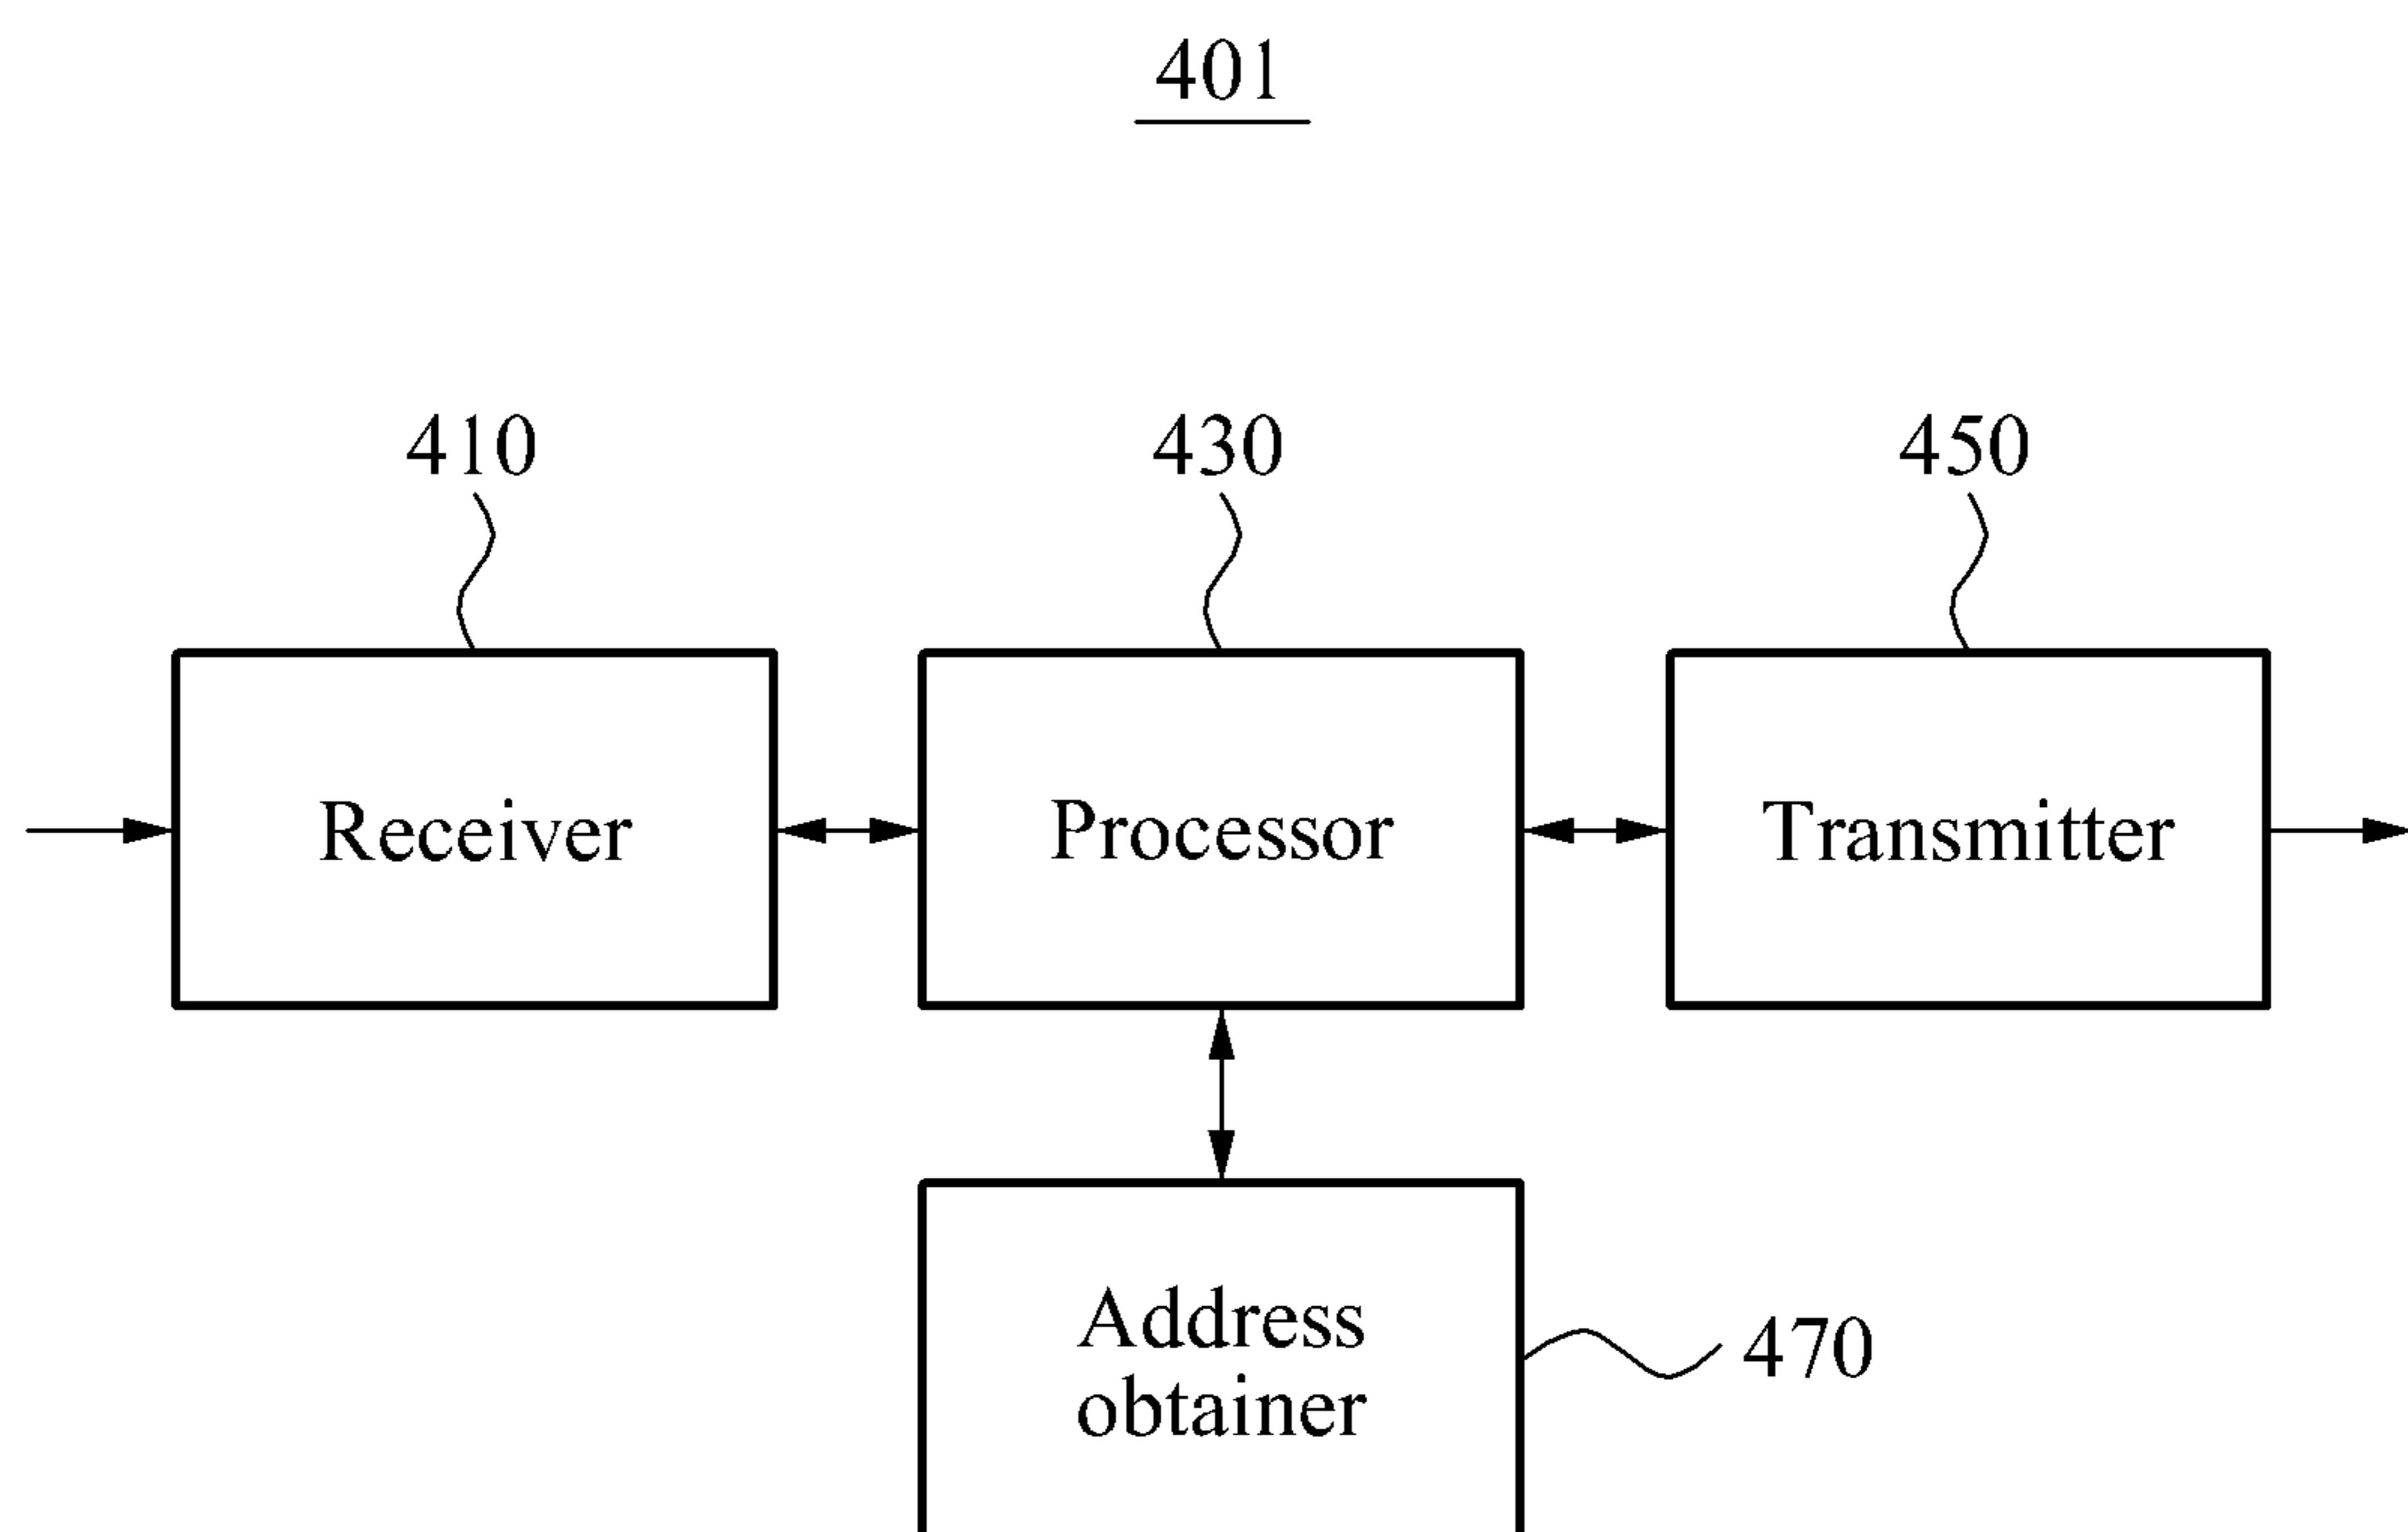 401
410
430
450
Receiver
Processor
Transmitter
Address
obtainer
470